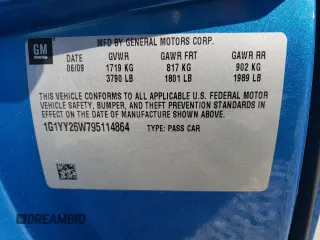 GM
MFD BY GENERAL MOTORS CORP.
DATE GVWR GAWR FRT GAWR RR
06/09 1719 KG 817 KG 902 KG
3790 LB 1801 LB 1989 LB
THIS VEHICLE CONFORMS TO ALL APPLICABLE U.S. FEDERAL MOTOR
VEHICLE SAFETY, BUMPER, AND THEFT PREVENTION STANDARDS IN
EFFECT ON THE DATE OF MANUFACTURE SHOWN ABOVE.
1G1YY26W795114864 TYPE: PASS CAR
DREAMBID